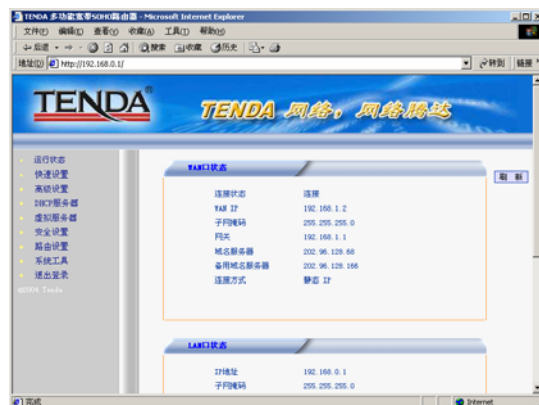 TENDA 多功能宽带SOHO路由器 - Microsoft Internet Explorer
文件(F) 编辑(E) 查看(V) 收藏(A) 工具(T) 帮助(H)
后退 搜索 收藏 历史
地址(D) http://192.168.0.1/ 转到 链接
TENDA®
TENDA 网络，网络腾达
运行状态
快速设置
高级设置
DHCP服务器
虚拟服务器
安全设置
路由设置
系统工具
退出登录
©2004 Tenda
WAN口状态
刷 新
连接状态 连接
WAN IP 192.168.1.2
子网掩码 255.255.255.0
网关 192.168.1.1
域名服务器 202.96.128.68
备用域名服务器 202.96.128.166
连接方式 静态 IP
LAN口状态
IP地址 192.168.0.1
子网掩码 255.255.255.0
完成 Internet